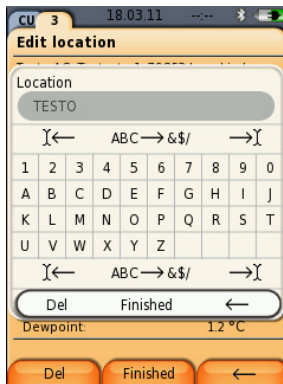 CU 3 18.03.11 --:--
Edit location
Location
TESTO
ABC → &$/
1 2 3 4 5 6 7 8 9 0
A B C D E F G H I J
K L M N O P Q R S T
U V W X Y Z
ABC → &$/
Del Finished ←
Dewpoint: 1.2 °C
Del Finished ←